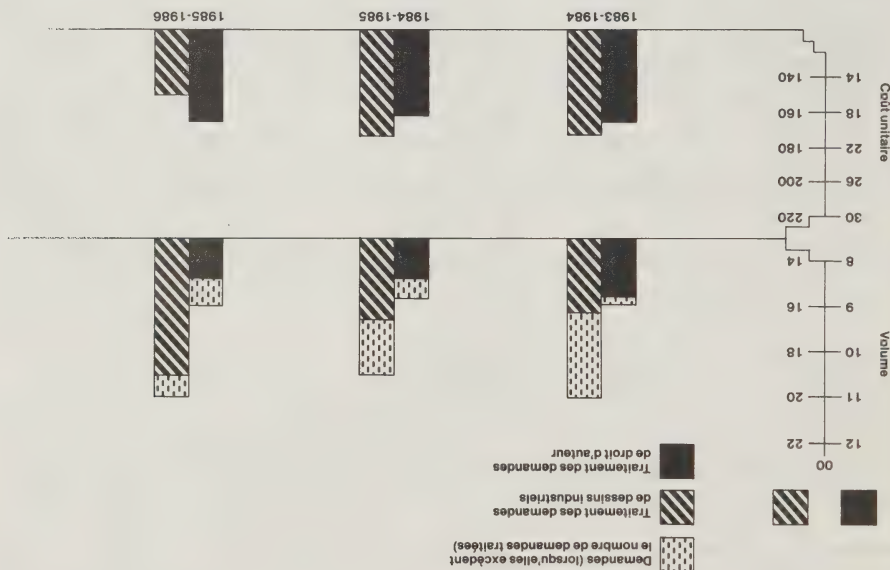 Demandes (lorsqu'elles excèdent
le nombre de demandes traitées)
Traitement des demandes
de dessins industriels
Traitement des demandes
de droit d'auteur
00
Volume
12 22
11 20
10 18
9 16
8 14
Coût unitaire
30 220
26 200
22 180
18 160
14 140
1983-1984 1984-1985 1985-1986